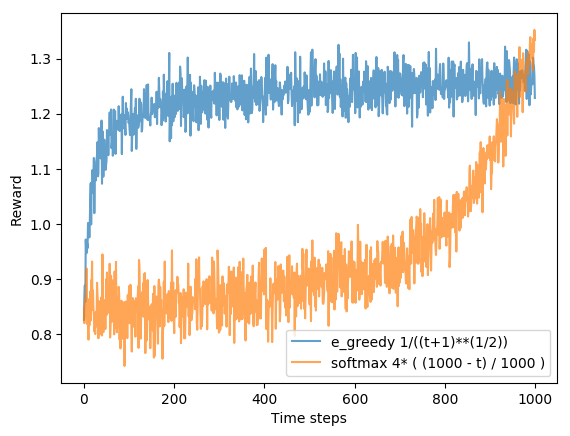 1.3
1.2
1.1
1.0
0.9
0.8
Reward
e_greedy 1/((t+1)**(1/2))
softmax 4* ( (1000 - t) / 1000 )
0 200 400 600 800 1000
Time steps